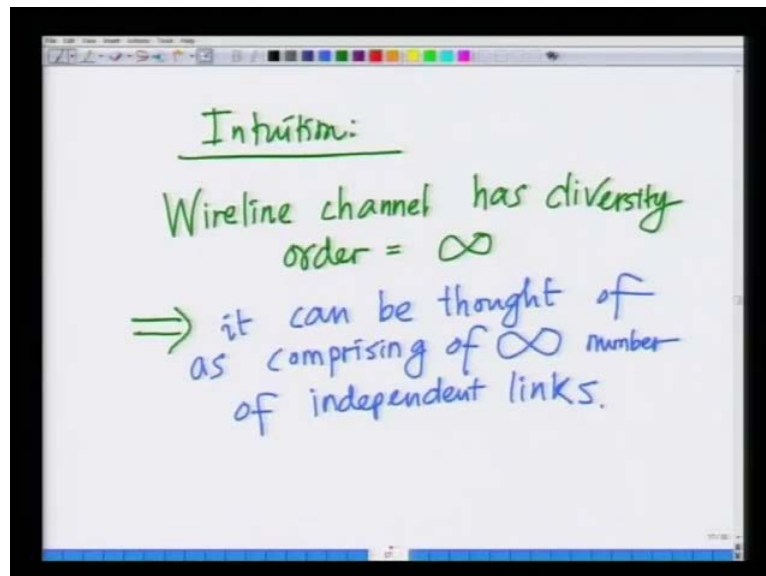 Intuition:
Wireline channel has diversity
order = ∞
⇒ it can be thought of
as comprising of ∞ number
of independent links.